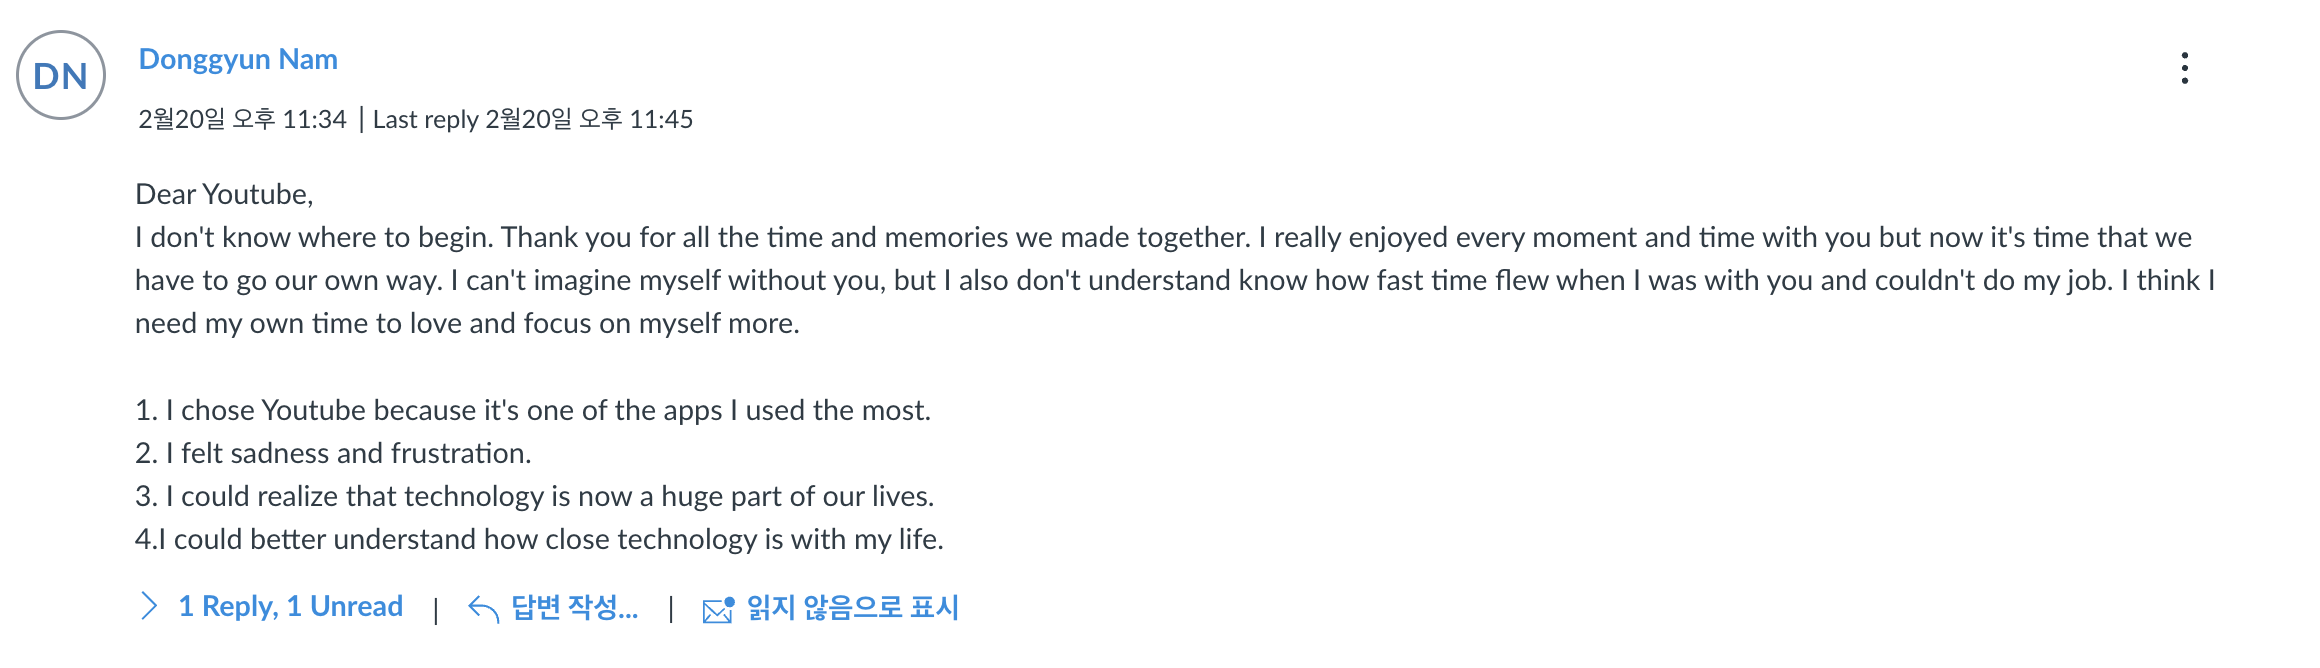 DN
Donggyun Nam
2월20일 오후 11:34 | Last reply 2월20일 오후 11:45
Dear Youtube,
I don't know where to begin. Thank you for all the time and memories we made together. I really enjoyed every moment and time with you but now it's time that we
have to go our own way. I can't imagine myself without you, but I also don't understand know how fast time flew when I was with you and couldn't do my job. I think I
need my own time to love and focus on myself more.
1. I chose Youtube because it's one of the apps I used the most.
2. I felt sadness and frustration.
3. I could realize that technology is now a huge part of our lives.
4.I could better understand how close technology is with my life.
1 Reply, 1 Unread | 답변 작성... | 읽지 않음으로 표시